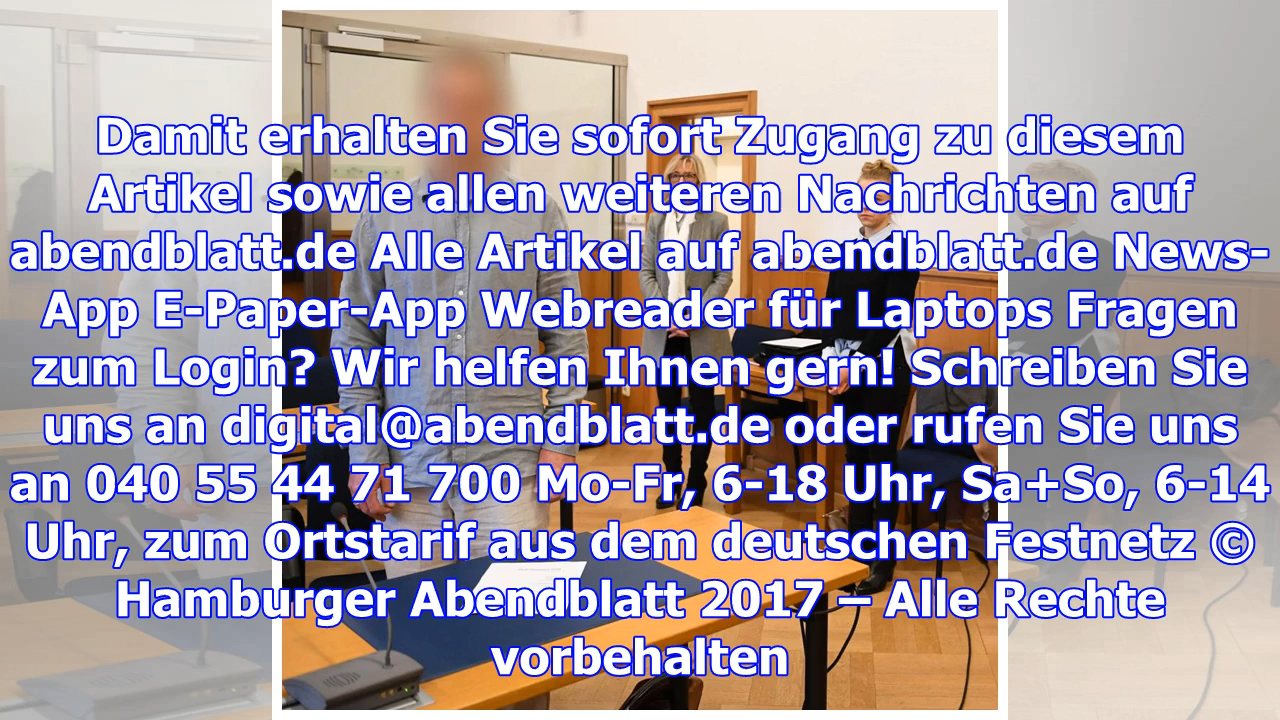 Damit erhalten Sie sofort Zugang zu diesem
Artikel sowie allen weiteren Nachrichten auf
abendblatt.de Alle Artikel auf abendblatt.de News-
App E-Paper-App Webreader für Laptops Fragen
zum Login? Wir helfen Ihnen gern! Schreiben Sie
uns an digital@abendblatt.de oder rufen Sie uns
an 040 55 44 71 700 Mo-Fr, 6-18 Uhr, Sa+So, 6-14
Uhr, zum Ortstarif aus dem deutschen Festnetz ©
Hamburger Abendblatt 2017 – Alle Rechte
vorbehalten